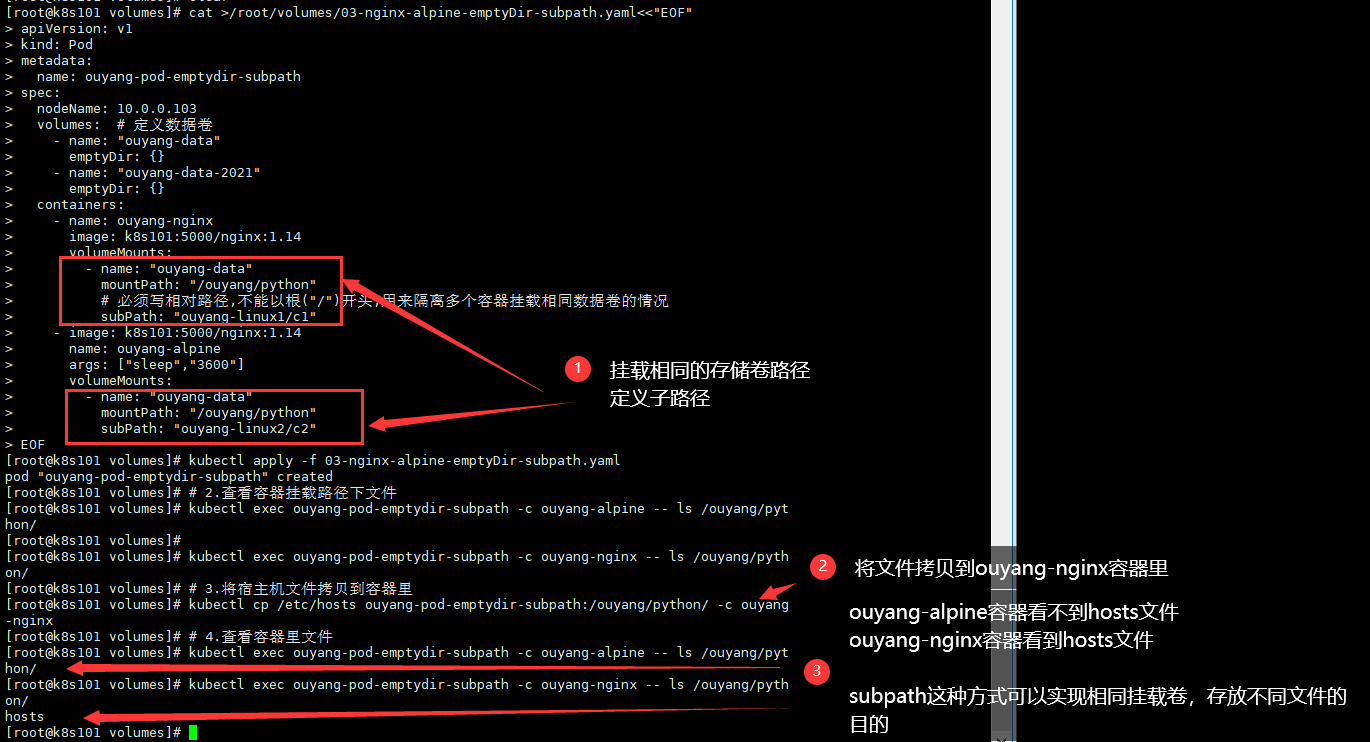 [root@k8s101 volumes]# cat >/root/volumes/03-nginx-alpine-emptyDir-subpath.yaml<<"EOF"
> apiVersion: v1
> kind: Pod
> metadata:
>   name: ouyang-pod-emptydir-subpath
> spec:
>   nodeName: 10.0.0.103
>   volumes:  # 定义数据卷
>     - name: "ouyang-data"
>       emptyDir: {}
>     - name: "ouyang-data-2021"
>       emptyDir: {}
>   containers:
>     - name: ouyang-nginx
>       image: k8s101:5000/nginx:1.14
>       volumeMounts:
>         - name: "ouyang-data"
>           mountPath: "/ouyang/python"
>           # 必须写相对路径,不能以根("/")开头,用来隔离多个容器挂载相同数据卷的情况
>           subPath: "ouyang-linux1/c1"
>     - image: k8s101:5000/nginx:1.14
>       name: ouyang-alpine
>       args: ["sleep","3600"]
>       volumeMounts:
>         - name: "ouyang-data"
>           mountPath: "/ouyang/python"
>           subPath: "ouyang-linux2/c2"
> EOF
1
挂载相同的存储卷路径
定义子路径
[root@k8s101 volumes]# kubectl apply -f 03-nginx-alpine-emptyDir-subpath.yaml
pod "ouyang-pod-emptydir-subpath" created
[root@k8s101 volumes]# # 2.查看容器挂载路径下文件
[root@k8s101 volumes]# kubectl exec ouyang-pod-emptydir-subpath -c ouyang-alpine -- ls /ouyang/pyt
hon/
[root@k8s101 volumes]#
[root@k8s101 volumes]# kubectl exec ouyang-pod-emptydir-subpath -c ouyang-nginx -- ls /ouyang/pyth
on/
[root@k8s101 volumes]# # 3.将宿主机文件拷贝到容器里
[root@k8s101 volumes]# kubectl cp /etc/hosts ouyang-pod-emptydir-subpath:/ouyang/python/ -c ouyang
-nginx
[root@k8s101 volumes]# # 4.查看容器里文件
[root@k8s101 volumes]# kubectl exec ouyang-pod-emptydir-subpath -c ouyang-alpine -- ls /ouyang/pyt
hon/
[root@k8s101 volumes]# kubectl exec ouyang-pod-emptydir-subpath -c ouyang-nginx -- ls /ouyang/pyth
on/
hosts
[root@k8s101 volumes]#
2
将文件拷贝到ouyang-nginx容器里
ouyang-alpine容器看不到hosts文件
ouyang-nginx容器看到hosts文件
3
subpath这种方式可以实现相同挂载卷，存放不同文件的
目的